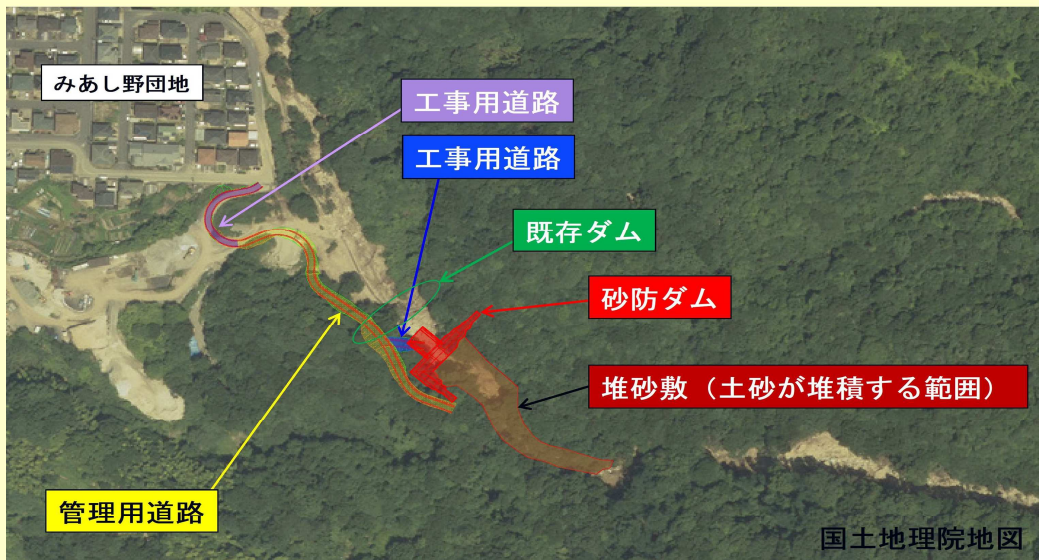 みあし野団地
工事用道路
工事用道路
既存ダム
砂防ダム
堆砂敷（土砂が堆積する範囲）
管理用道路
国土地理院地図